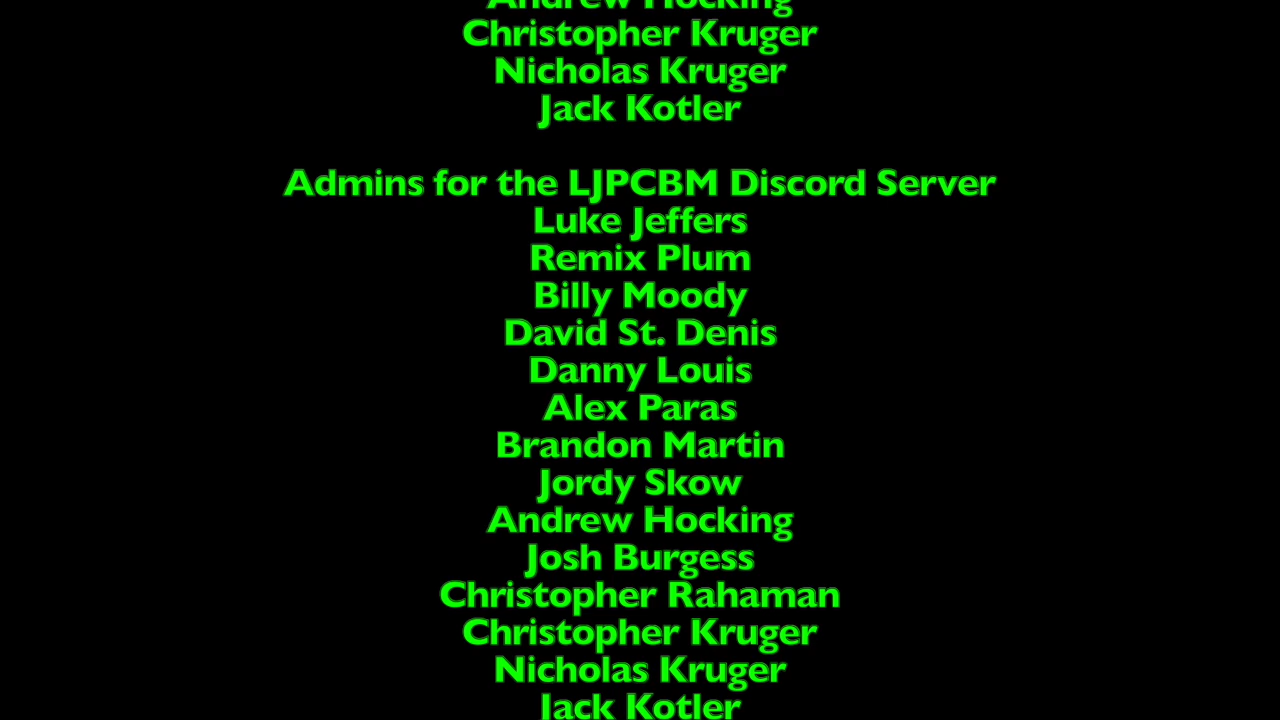 Andrew Hocking
Christopher Kruger
Nicholas Kruger
Jack Kotler
Admins for the LJPCBM Discord Server
Luke Jeffers
Remix Plum
Billy Moody
David St. Denis
Danny Louis
Alex Paras
Brandon Martin
Jordy Skow
Andrew Hocking
Josh Burgess
Christopher Rahaman
Christopher Kruger
Nicholas Kruger
Jack Kotler